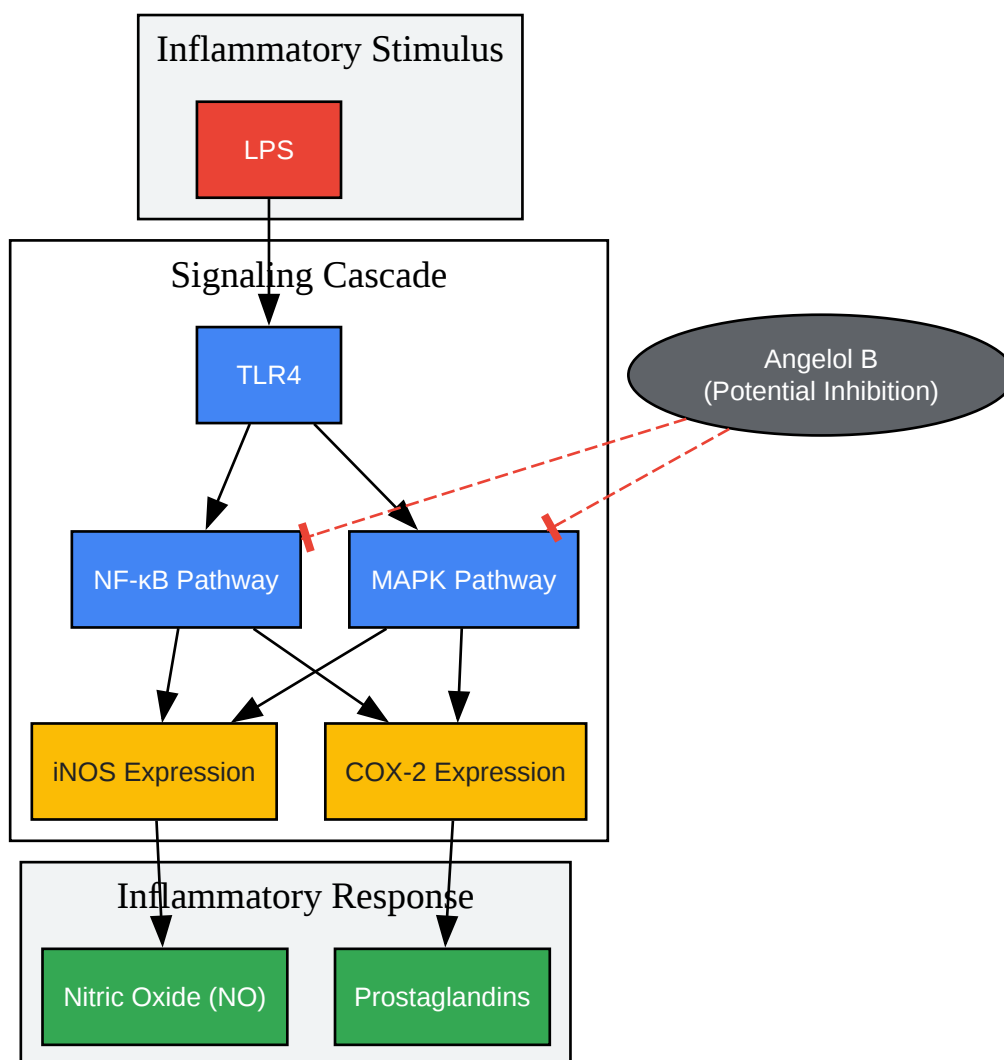 Inflammatory Stimulus
LPS
Signaling Cascade
TLR4
Angelol B
(Potential Inhibition)
NF-κB Pathway
MAPK Pathway
iNOS Expression
COX-2 Expression
Inflammatory Response
Nitric Oxide (NO)
Prostaglandins